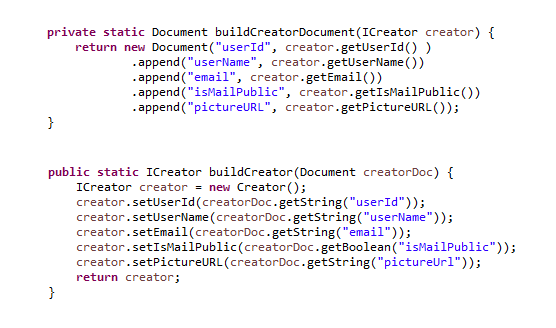 private static Document buildCreatorDocument(ICreator creator) {
    return new Document("userId", creator.getUserId() )
            .append("userName", creator.getUserName())
            .append("email", creator.getEmail())
            .append("isMailPublic", creator.getIsMailPublic())
            .append("pictureURL", creator.getPictureURL());
}
public static ICreator buildCreator(Document creatorDoc) {
    ICreator creator = new Creator();
    creator.setUserId(creatorDoc.getString("userId"));
    creator.setUserName(creatorDoc.getString("userName"));
    creator.setEmail(creatorDoc.getString("email"));
    creator.setIsMailPublic(creatorDoc.getBoolean("isMailPublic"));
    creator.setPictureURL(creatorDoc.getString("pictureUrl"));
    return creator;
}